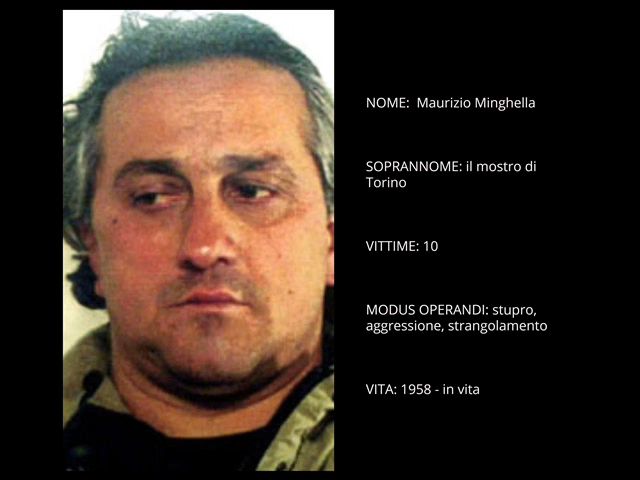 NOME: Maurizio Minghella
SOPRANNOME: il mostro di
Torino
VITTIME: 10
MODUS OPERANDI: stupro,
aggressione, strangolamento
VITA: 1958 - in vita